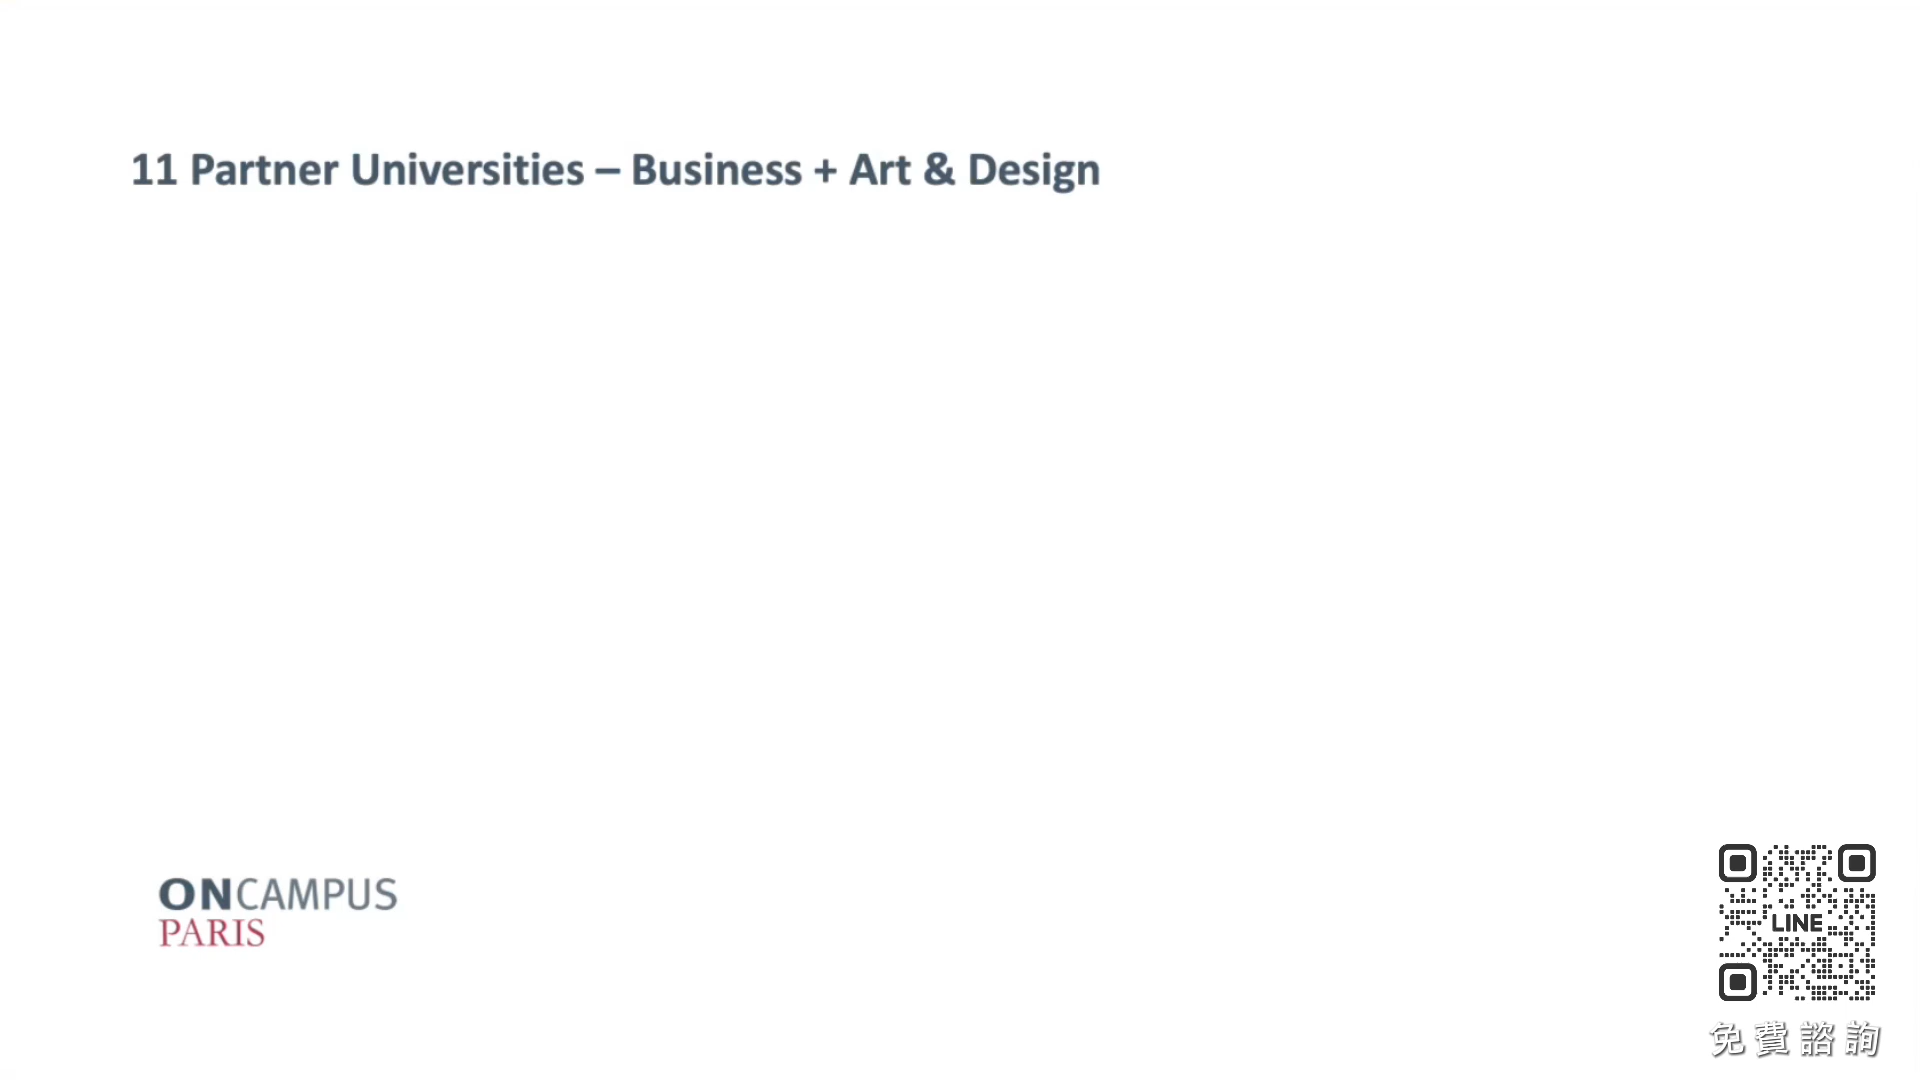 11 Partner Universities – Business + Art & Design
ONCAMPUS
PARIS
LINE
免費諮詢